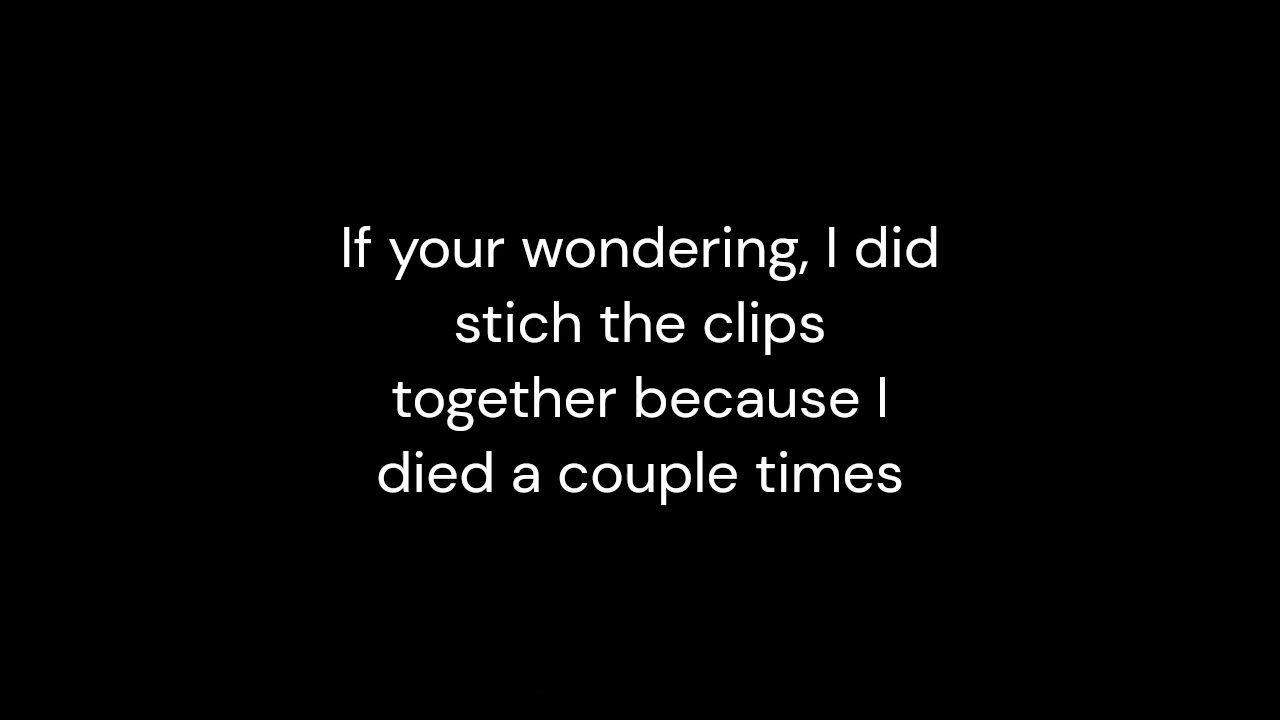 If your wondering, I did
stich the clips
together because I
died a couple times